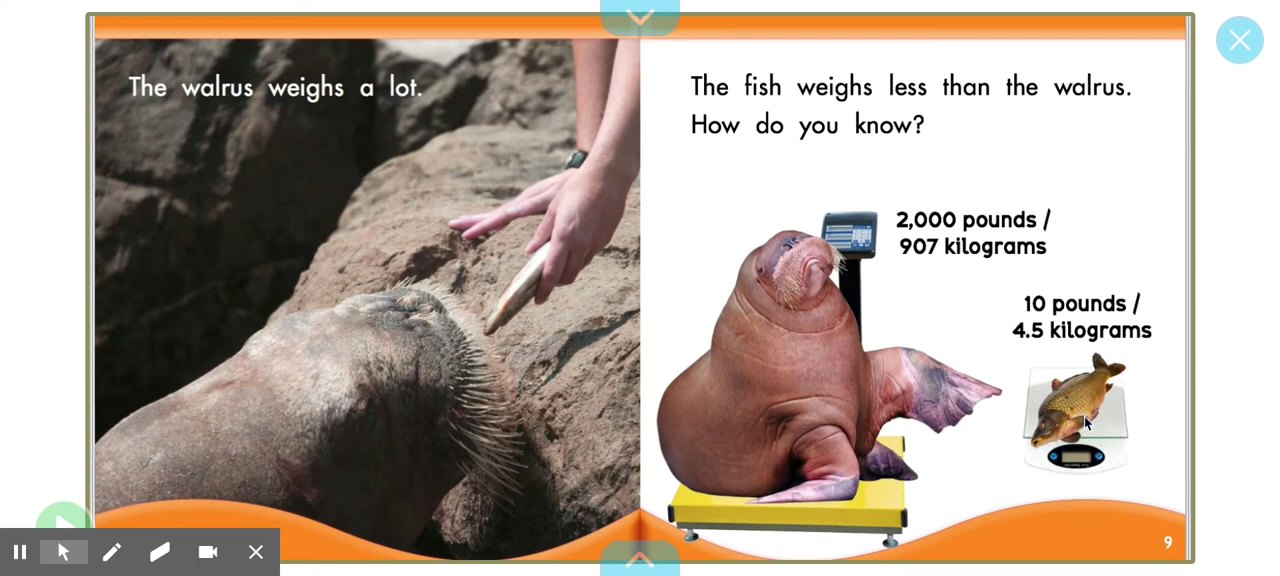 The walrus weighs a lot.
The fish weighs less than the walrus.
How do you know?
2,000 pounds /
907 kilograms
10 pounds /
4.5 kilograms
9